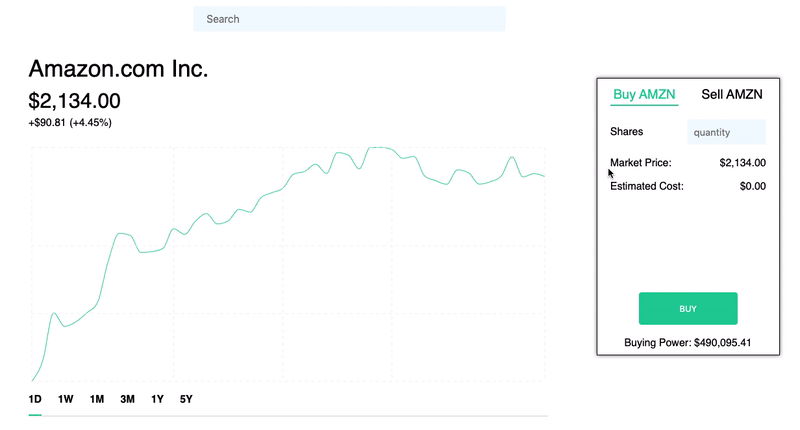 Search
Amazon.com Inc.
$2,134.00
+$90.81 (+4.45%)
1D 1W 1M 3M 1Y 5Y
Buy AMZN Sell AMZN
Shares quantity
Market Price: $2,134.00
Estimated Cost: $0.00
BUY
Buying Power: $490,095.41